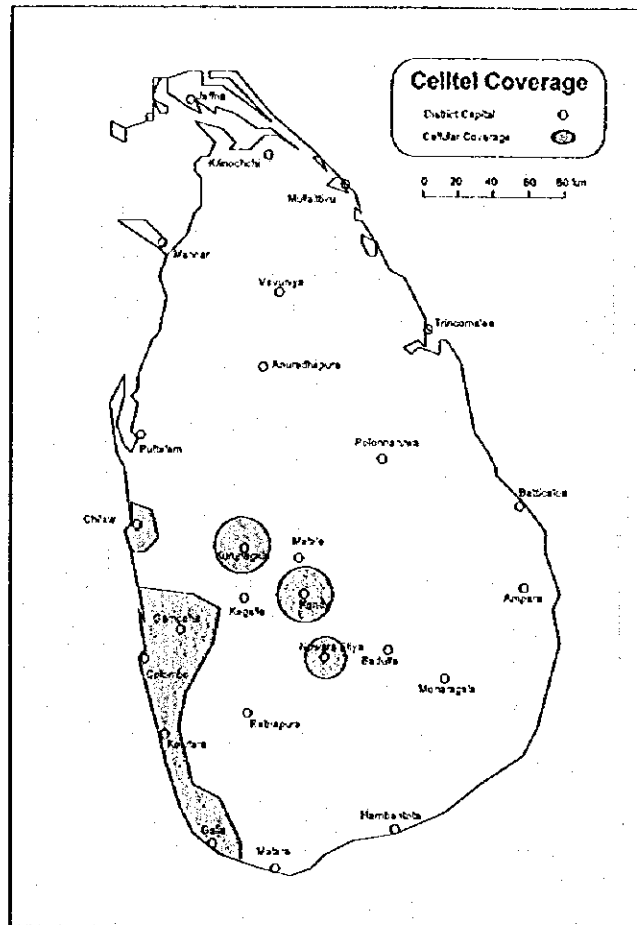 Celltel Coverage
District Capital
Cellular Coverage
0 20 40 60 80 km
Jaffna
Kilinochchi
Mullaitivu
Mannar
Vavuniya
Trincomalee
Anuradhapura
Puttalam
Polonnaruwa
Batticaloa
Chilaw
Kurunegala
Matale
Kegalle
Kandy
Ampara
Gampaha
Colombo
Nuwara Eliya
Badulla
Monaragala
Kalutara
Ratnapura
Hambantota
Galle
Matara